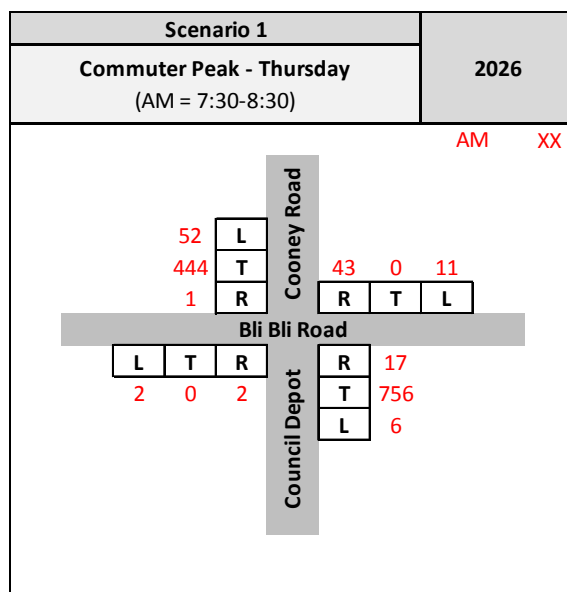 Scenario 1
Commuter Peak - Thursday
(AM = 7:30-8:30)
2026
AM XX
Cooney Road
52 L
444 T
1 R
43 0 11
R T L
Bli Bli Road
L T R
2 0 2
Council Depot
R 17
T 756
L 6